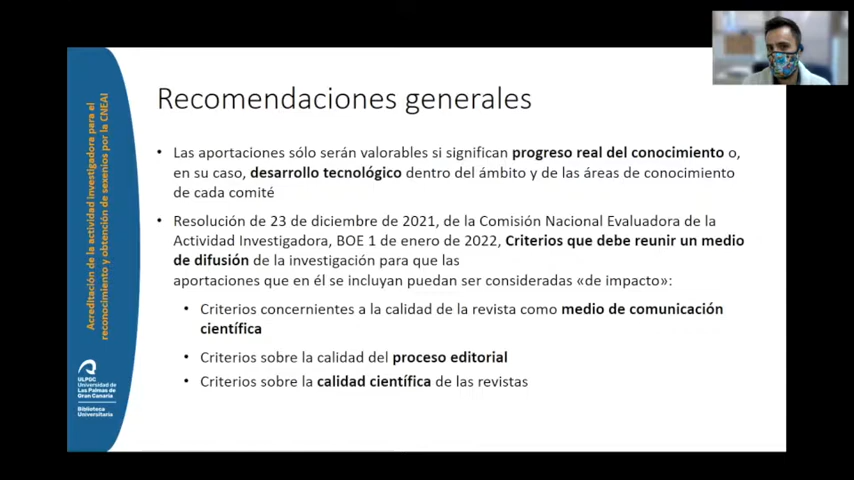 Recomendaciones generales
• Las aportaciones sólo serán valorables si significan progreso real del conocimiento o,
en su caso, desarrollo tecnológico dentro del ámbito y de las áreas de conocimiento
de cada comité
• Resolución de 23 de diciembre de 2021, de la Comisión Nacional Evaluadora de la
Actividad Investigadora, BOE 1 de enero de 2022, Criterios que debe reunir un medio
de difusión de la investigación para que las
aportaciones que en él se incluyan puedan ser consideradas «de impacto»:
• Criterios concernientes a la calidad de la revista como medio de comunicación
científica
• Criterios sobre la calidad del proceso editorial
• Criterios sobre la calidad científica de las revistas
Acreditación de la actividad investigadora para el
reconocimiento y obtención de sexenios por la CNEAI
ULPGC
Universidad de
Las Palmas de
Gran Canaria
Biblioteca
Universitaria